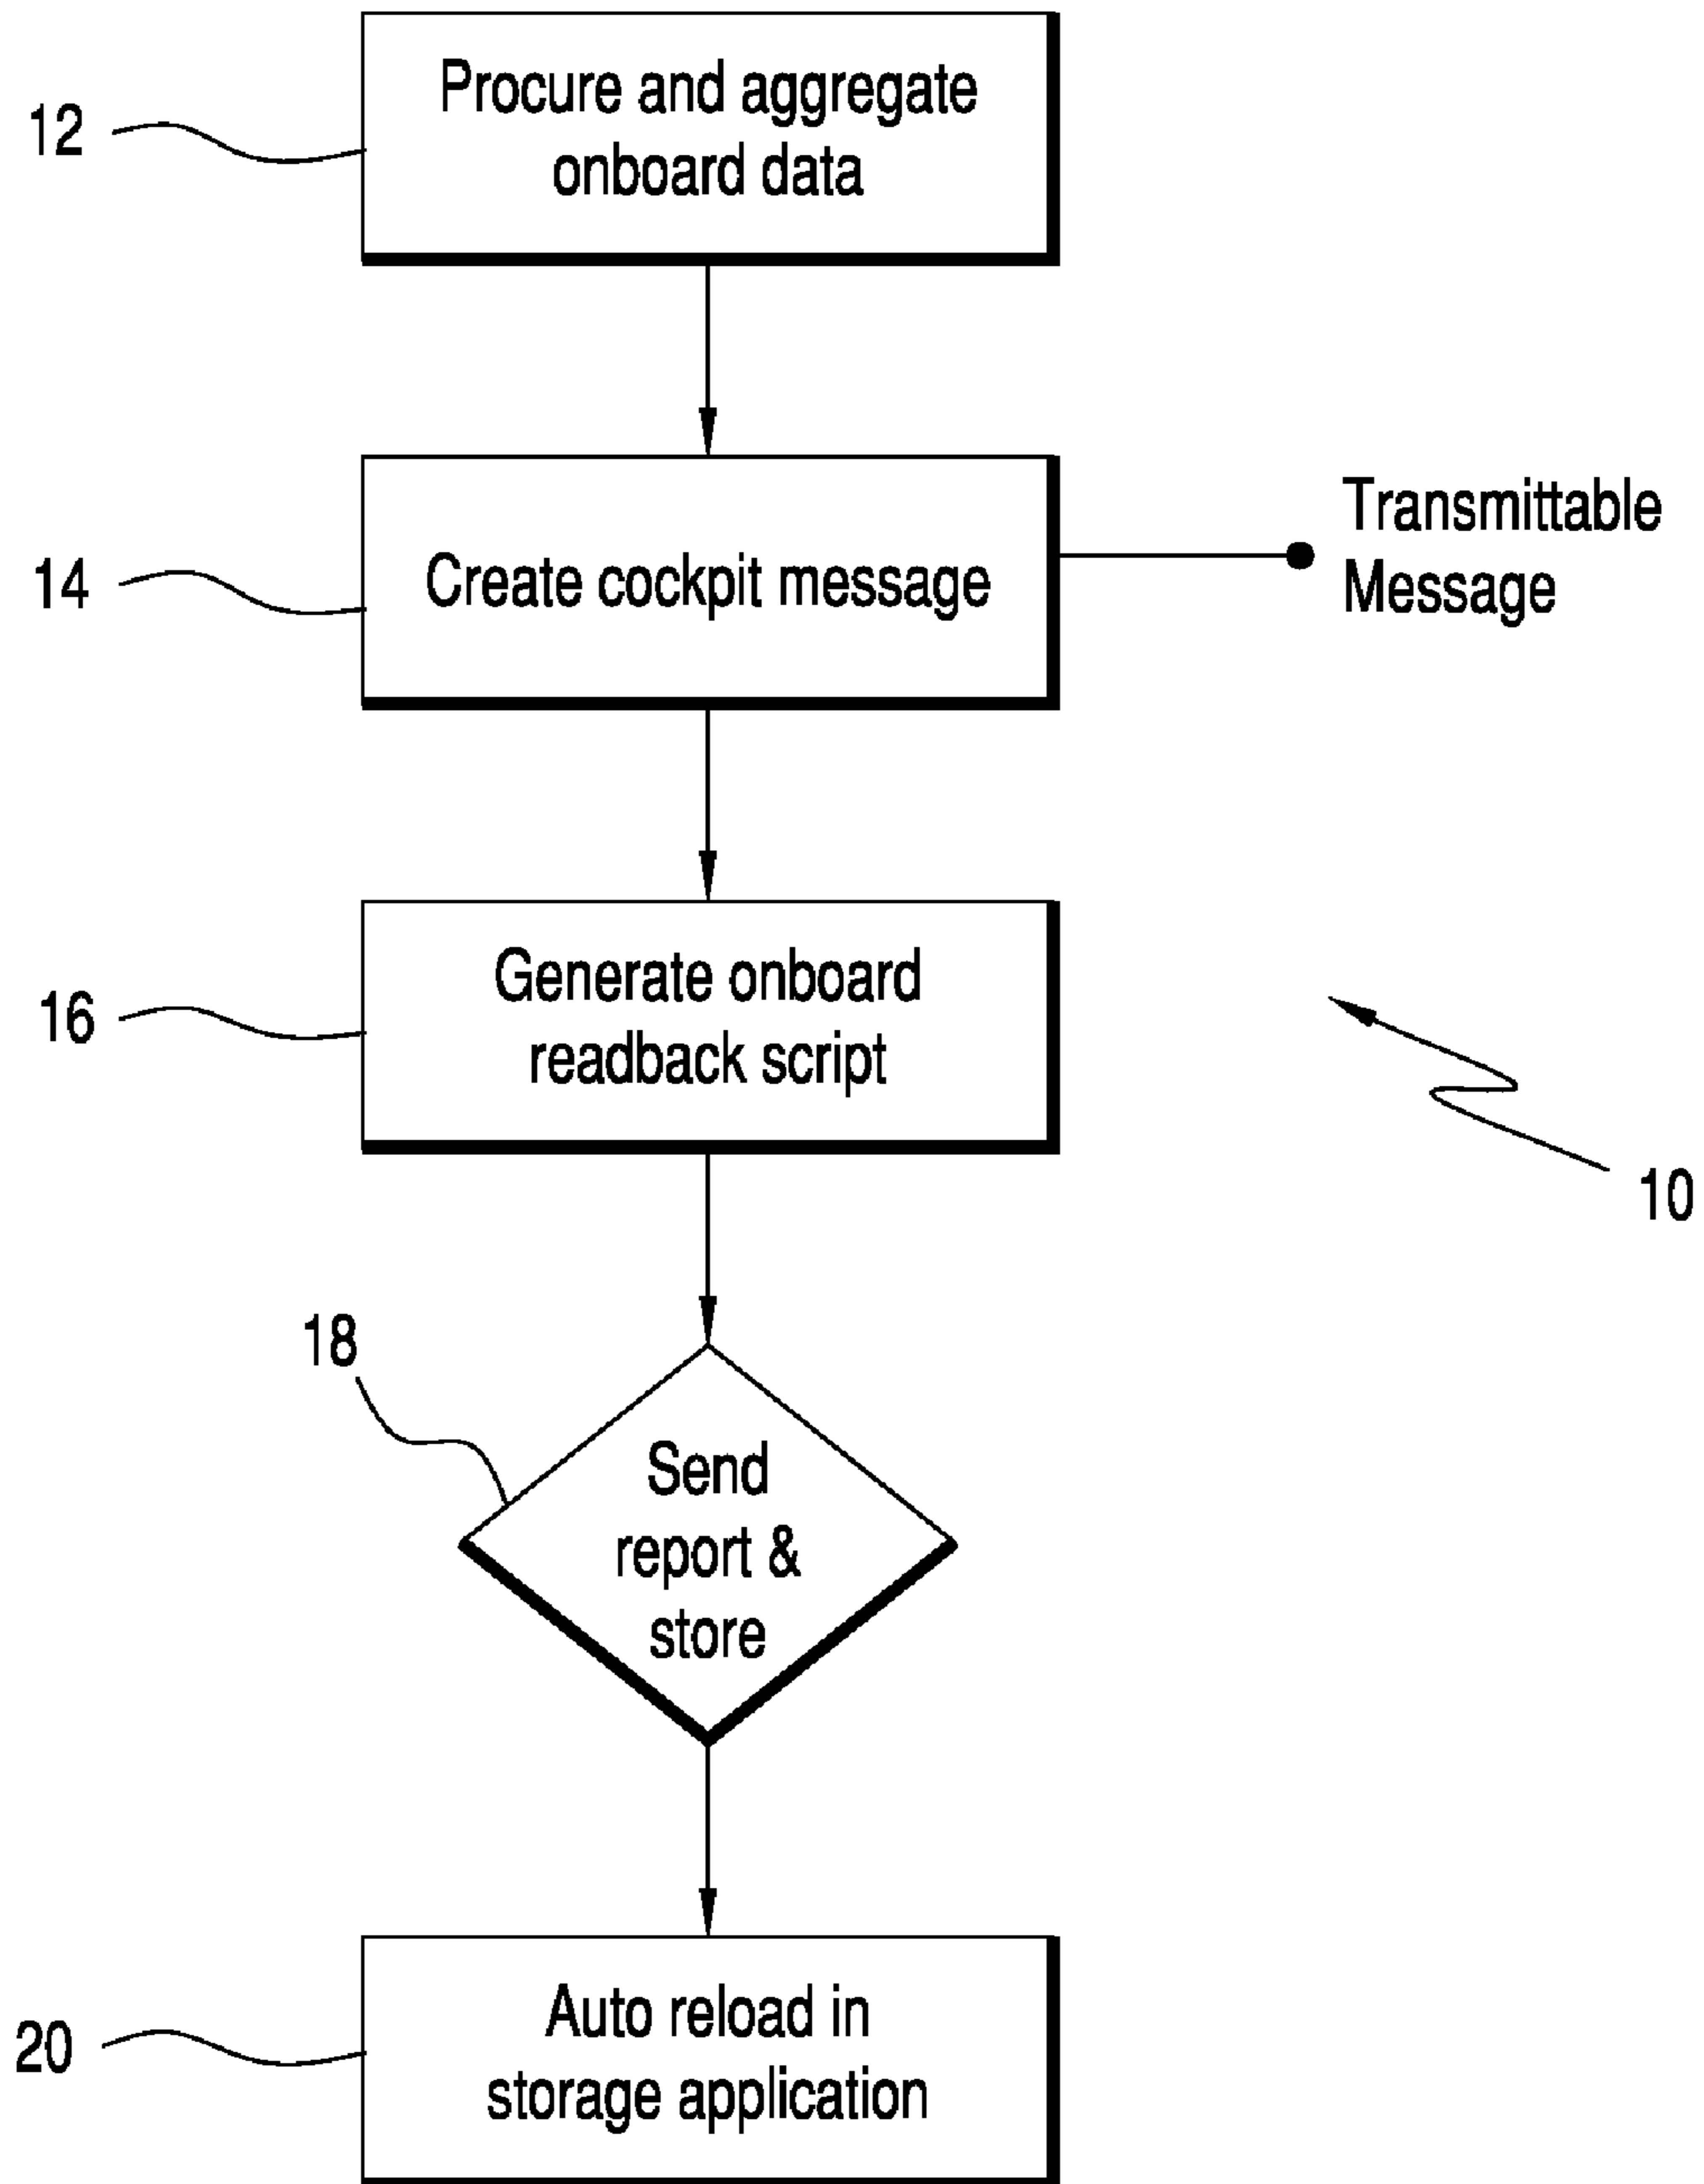 Procure and aggregate
onboard data
12
Create cockpit message
14
Transmittable
Message
Generate onboard
readback script
16
10
18
Send
report &
store
Auto reload in
storage application
20